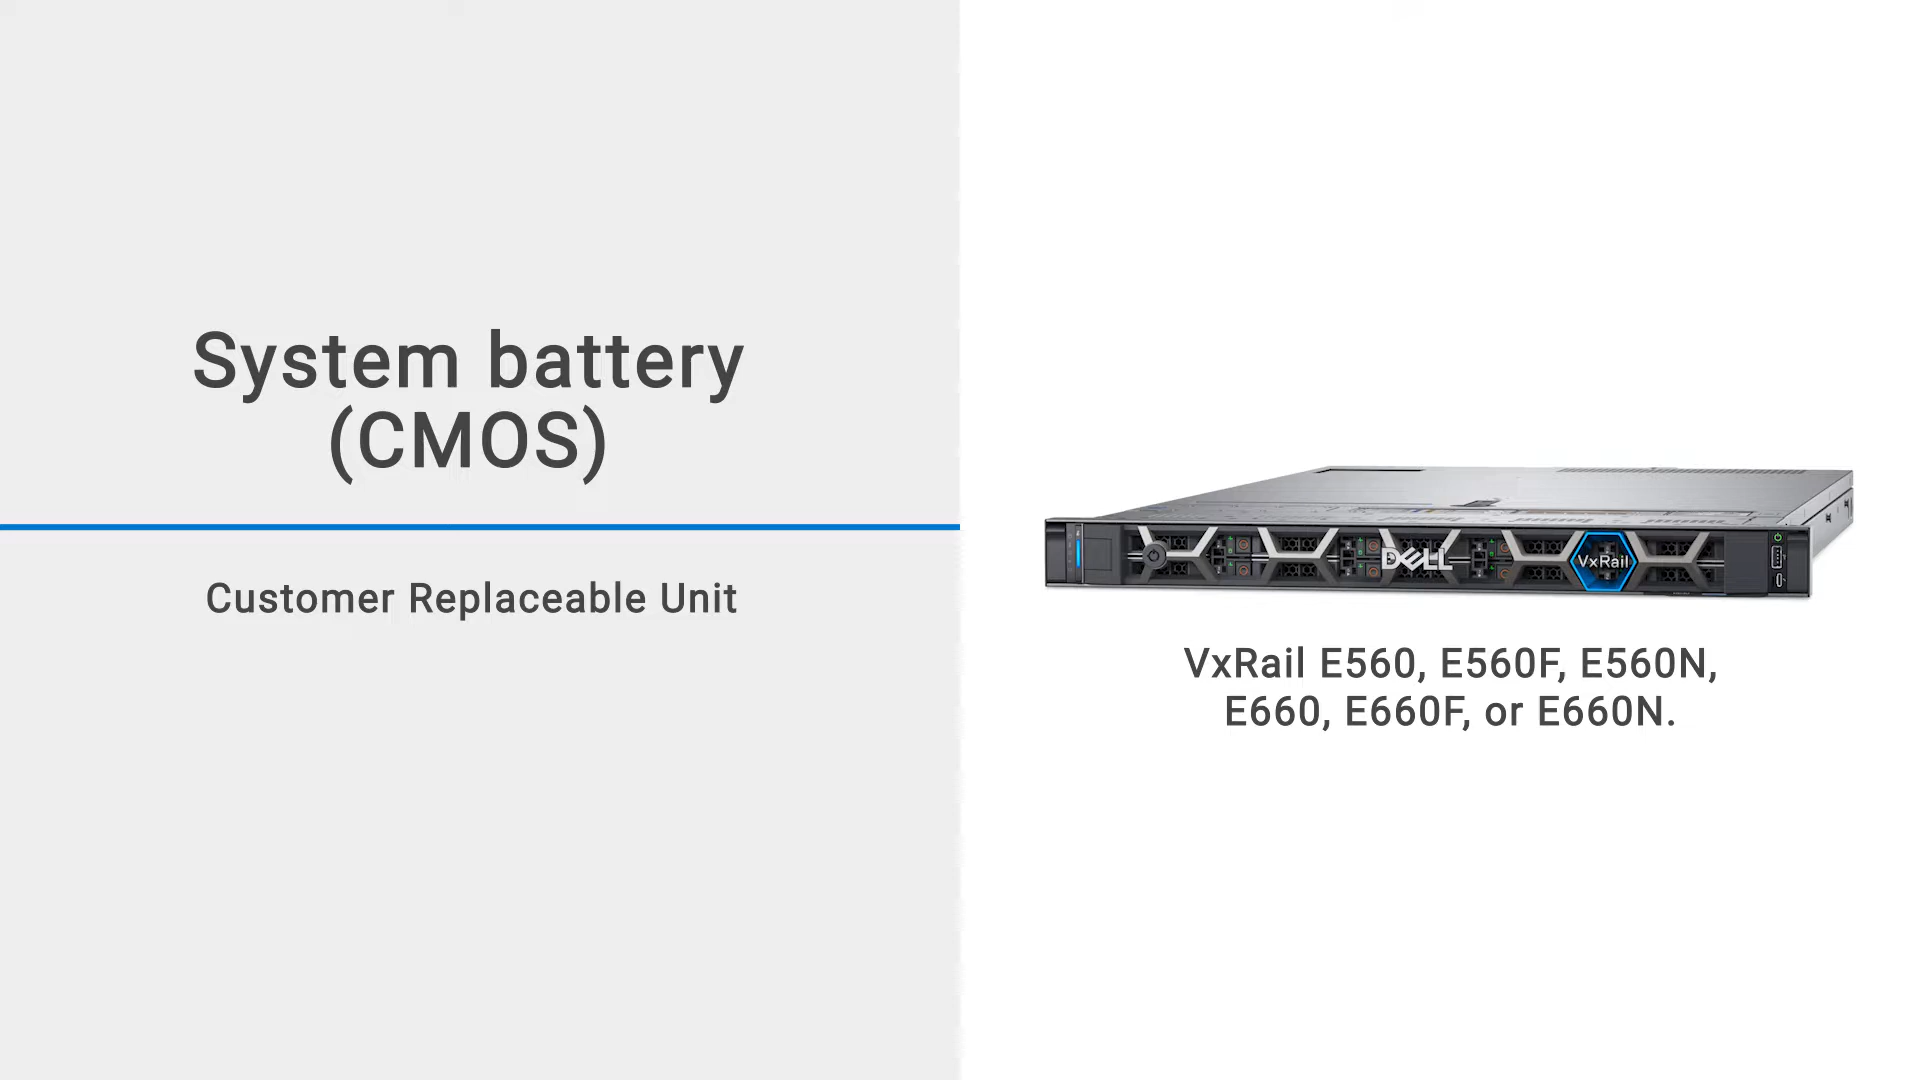 System battery
(CMOS)
Customer Replaceable Unit
DELL
VxRail
VxRail E560, E560F, E560N,
E660, E660F, or E660N.